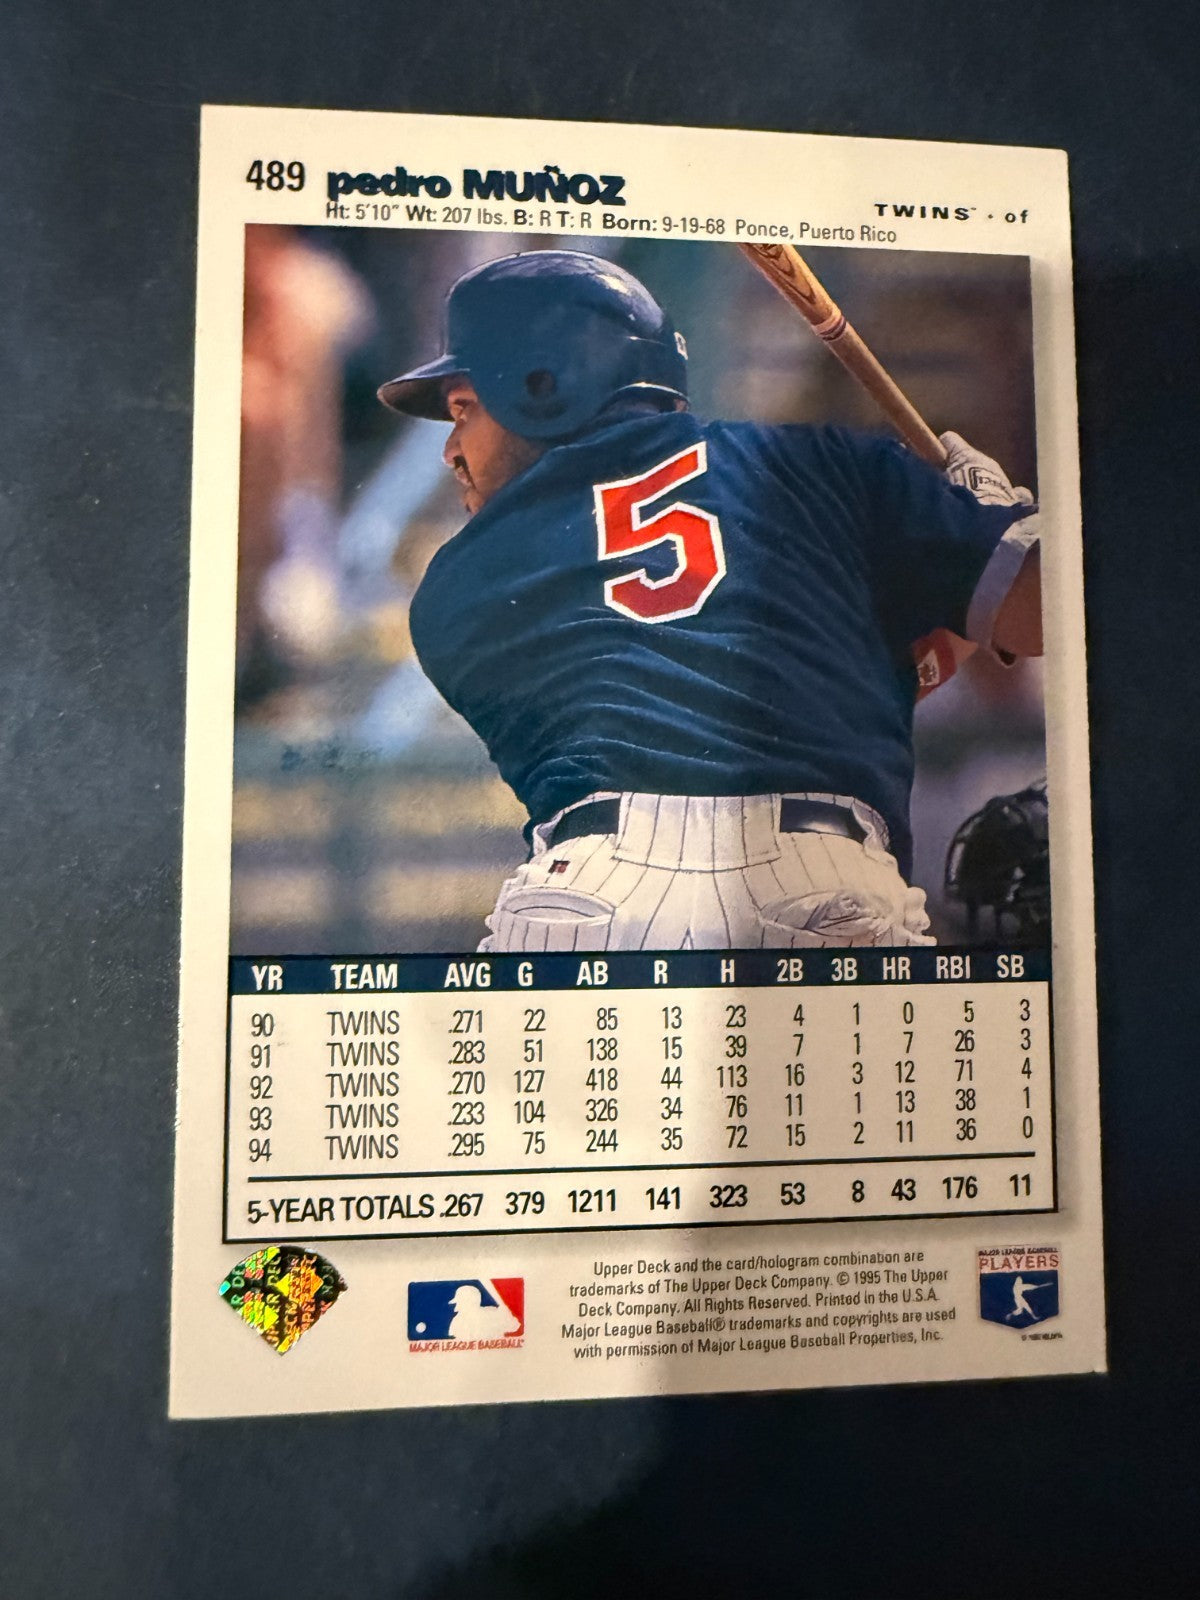 489 pedro MUÑOZ
TWINS™ · of
Ht: 5'10" Wt: 207 lbs. B: R T: R Born: 9-19-68 Ponce, Puerto Rico
5
YR TEAM AVG G AB R H 2B 3B HR RBI SB
90 TWINS .271 22 85 13 23 4 1 0 5 3
91 TWINS .283 51 138 15 39 7 1 7 26 3
92 TWINS .270 127 418 44 113 16 3 12 71 4
93 TWINS .233 104 326 34 76 11 1 13 38 1
94 TWINS .295 75 244 35 72 15 2 11 36 0
5-YEAR TOTALS .267 379 1211 141 323 53 8 43 176 11
UPPER DECK
MAJOR LEAGUE BASEBALL
Upper Deck and the card/hologram combination are
trademarks of The Upper Deck Company. © 1995 The Upper
Deck Company. All Rights Reserved. Printed in the U.S.A.
Major League Baseball® trademarks and copyrights are used
with permission of Major League Baseball Properties, Inc.
MAJOR LEAGUE BASEBALL
PLAYERS